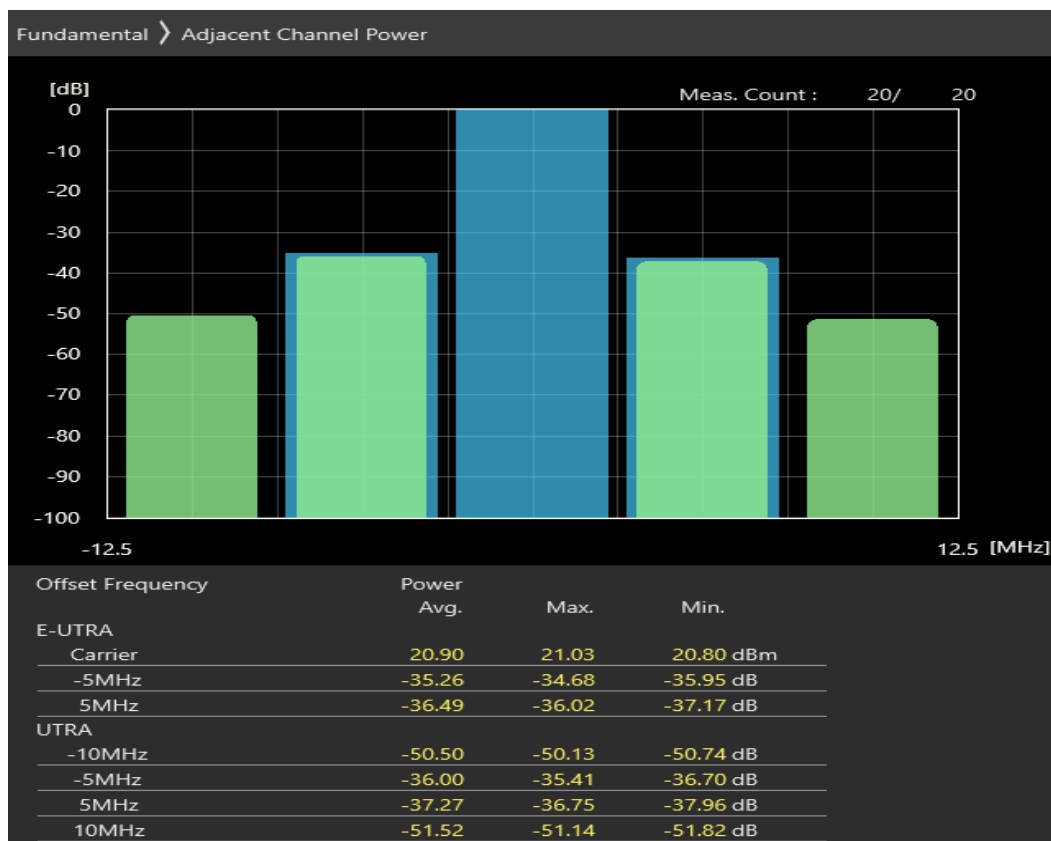 Fundamental ❯ Adjacent Channel Power
[dB]
Meas. Count : 20/ 20
0
-10
-20
-30
-40
-50
-60
-70
-80
-90
-100
-12.5 12.5 [MHz]
Offset Frequency Power
Avg. Max. Min.
E-UTRA
Carrier 20.90 21.03 20.80 dBm
-5MHz -35.26 -34.68 -35.95 dB
5MHz -36.49 -36.02 -37.17 dB
UTRA
-10MHz -50.50 -50.13 -50.74 dB
-5MHz -36.00 -35.41 -36.70 dB
5MHz -37.27 -36.75 -37.96 dB
10MHz -51.52 -51.14 -51.82 dB